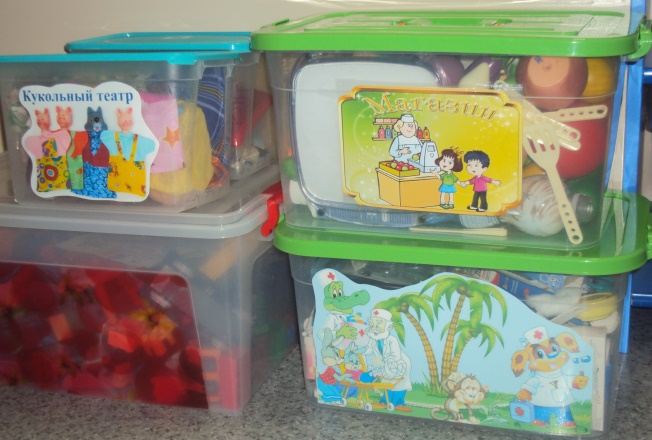 Кукольный театр
Магазин